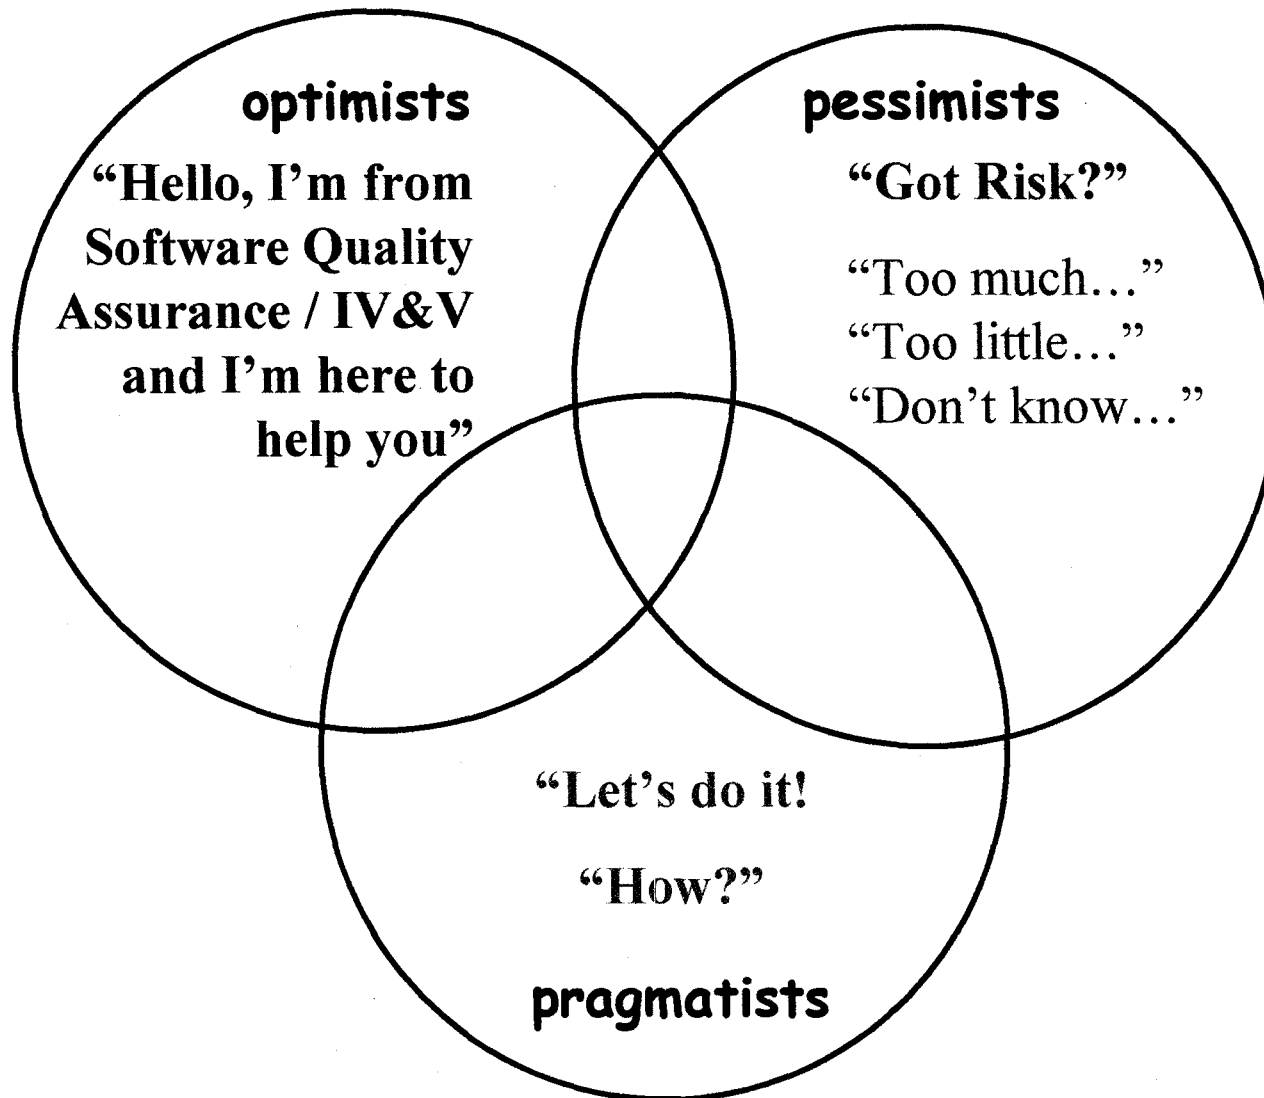 optimists
“Hello, I’m from
Software Quality
Assurance / IV&V
and I’m here to
help you”
pessimists
“Got Risk?”
“Too much…”
“Too little…”
“Don’t know…”
“Let’s do it!
“How?”
pragmatists